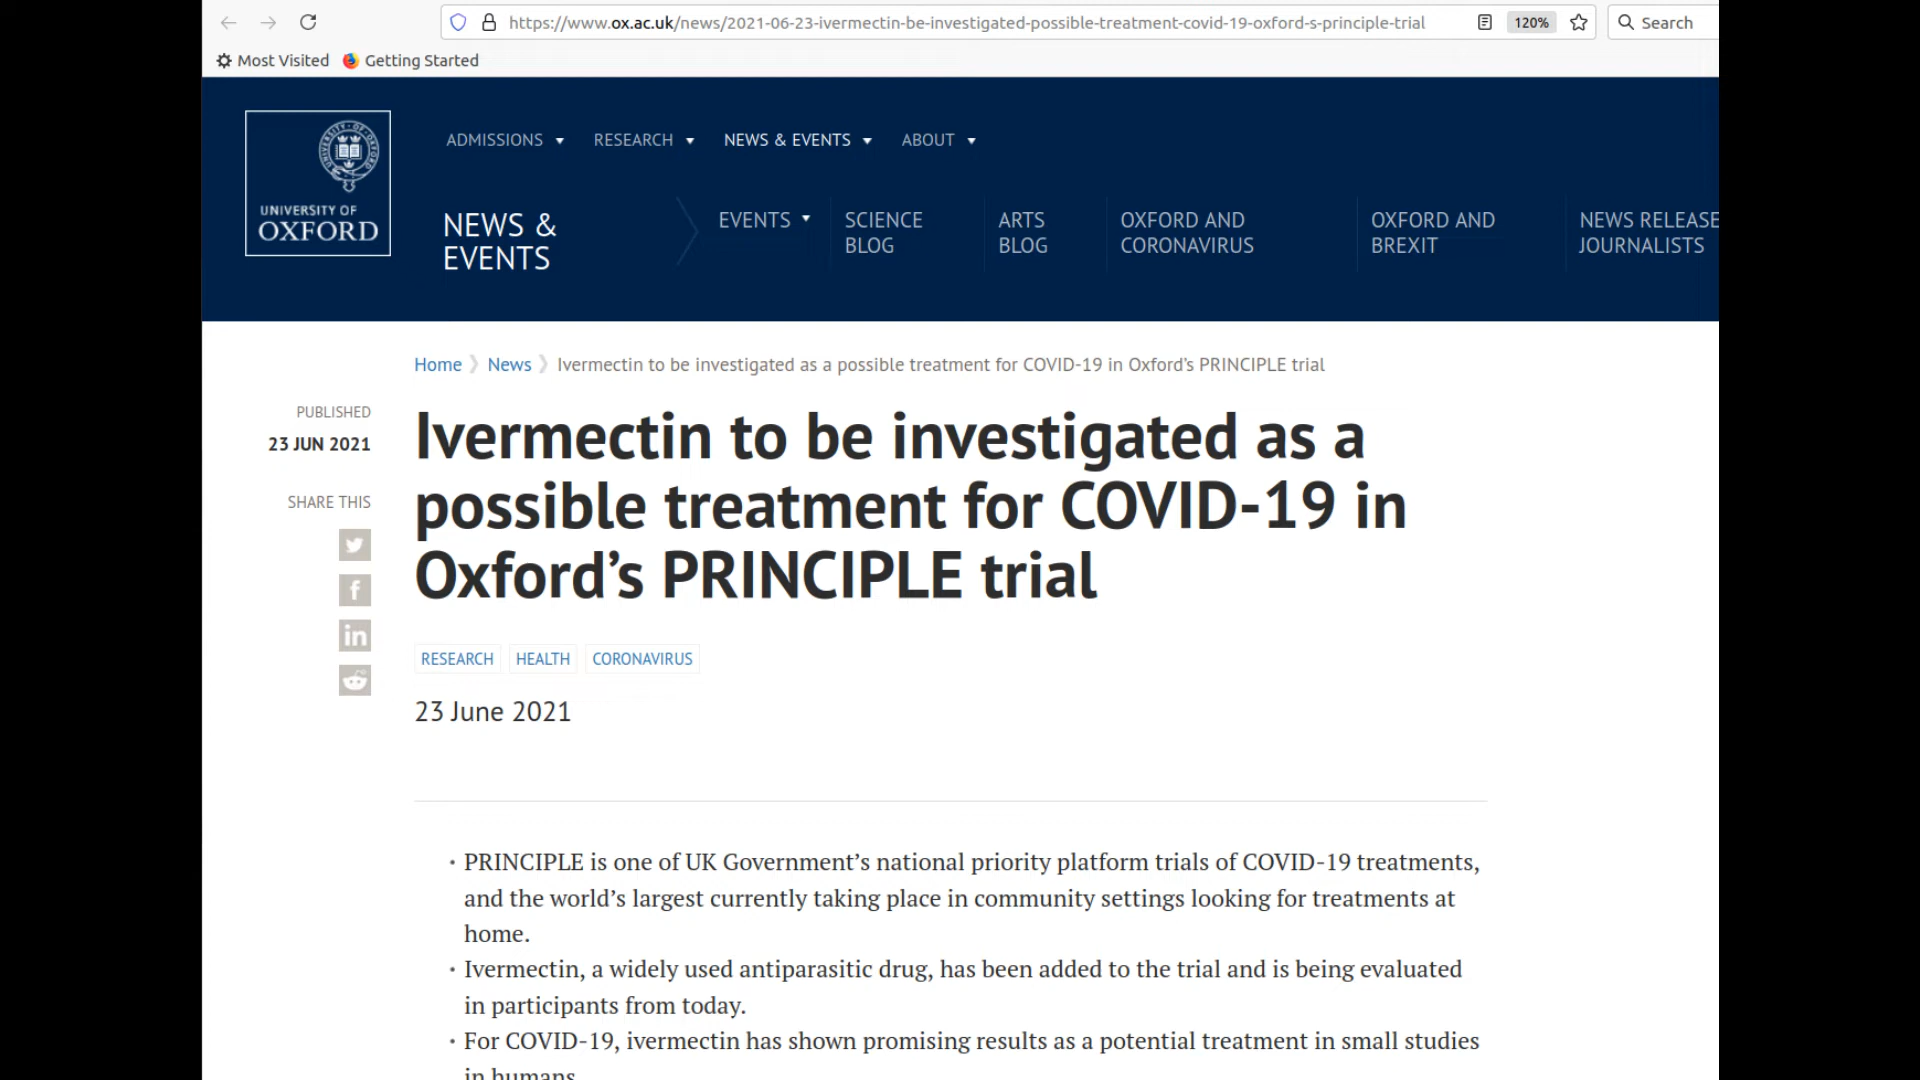 https://www.ox.ac.uk/news/2021-06-23-ivermectin-be-investigated-possible-treatment-covid-19-oxford-s-principle-trial
120%
Search
Most Visited
Getting Started
UNIVERSITY OF
OXFORD
ADMISSIONS
RESEARCH
NEWS & EVENTS
ABOUT
NEWS &
EVENTS
EVENTS
SCIENCE
BLOG
ARTS
BLOG
OXFORD AND
CORONAVIRUS
OXFORD AND
BREXIT
NEWS RELEASE
JOURNALISTS
Home
News
Ivermectin to be investigated as a possible treatment for COVID-19 in Oxford’s PRINCIPLE trial
PUBLISHED
23 JUN 2021
SHARE THIS
Ivermectin to be investigated as a
possible treatment for COVID-19 in
Oxford’s PRINCIPLE trial
RESEARCH
HEALTH
CORONAVIRUS
23 June 2021
• PRINCIPLE is one of UK Government’s national priority platform trials of COVID-19 treatments,
and the world’s largest currently taking place in community settings looking for treatments at
home.
• Ivermectin, a widely used antiparasitic drug, has been added to the trial and is being evaluated
in participants from today.
• For COVID-19, ivermectin has shown promising results as a potential treatment in small studies
in humans